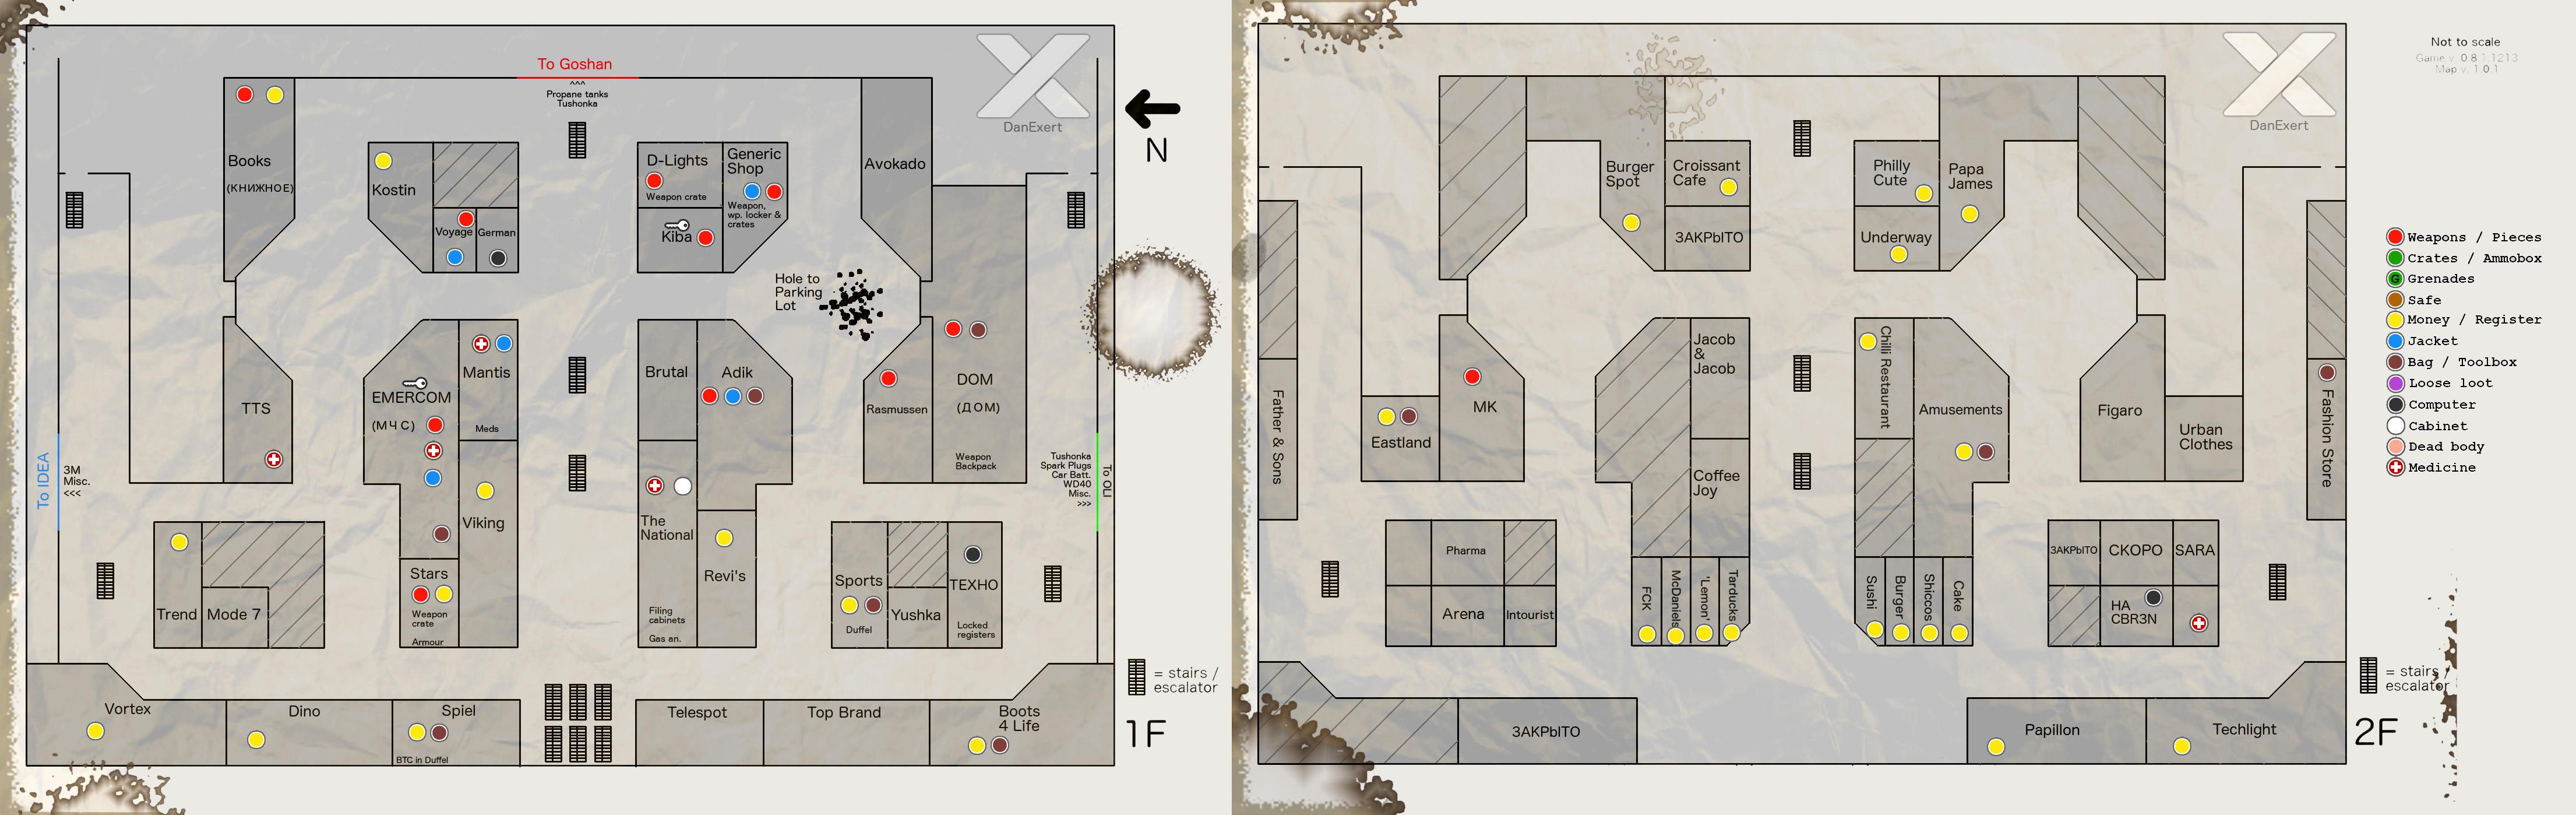 To Goshan
^^^
Propane tanks
Tushonka
DanExert
N
Books
(КНИЖНОЕ)
Kostin
Voyage
German
D-Lights
Weapon crate
Generic
Shop
Weapon,
wp. locker &
crates
Kiba
Avokado
Hole to
Parking
Lot
TTS
EMERCOM
(МЧС)
Mantis
Meds
Brutal
Adik
Rasmussen
DOM
(ДОМ)
Weapon
Backpack
To IDEA
3M
Misc.
<<<
Tushonka
Spark Plugs
Car Batt.
WD40
Misc.
>>>
To OLI
Viking
The
National
Filing
cabinets
Gas an.
Revi's
Trend
Mode 7
Stars
Weapon
crate
Armour
Sports
Duffel
Yushka
TEXHO
Locked
registers
= stairs /
escalator
Vortex
Dino
Spiel
BTC in Duffel
Telespot
Top Brand
Boots
4 Life
1F
DanExert
Burger
Spot
Croissant
Cafe
ЗАКРЫТО
Philly
Cute
Papa
James
Underway
Father & Sons
Eastland
MK
Jacob
&
Jacob
Coffee
Joy
Chilli Restaurant
Amusements
Figaro
Urban
Clothes
Fashion Store
Pharma
Arena
Intourist
FCK
McDaniels
'Lemon'
Tarducks
Sushi
Burger
Shiccos
Cake
ЗАКРЫТО
СКОРО
SARA
HA
CBR3N
ЗАКРЫТО
Papillon
Techlight
= stairs /
escalator
2F
Not to scale
Game v. 0.8.1.1213
Map v. 1.0.1
Weapons / Pieces
Crates / Ammobox
G Grenades
Safe
Money / Register
Jacket
Bag / Toolbox
Loose loot
Computer
Cabinet
Dead body
Medicine